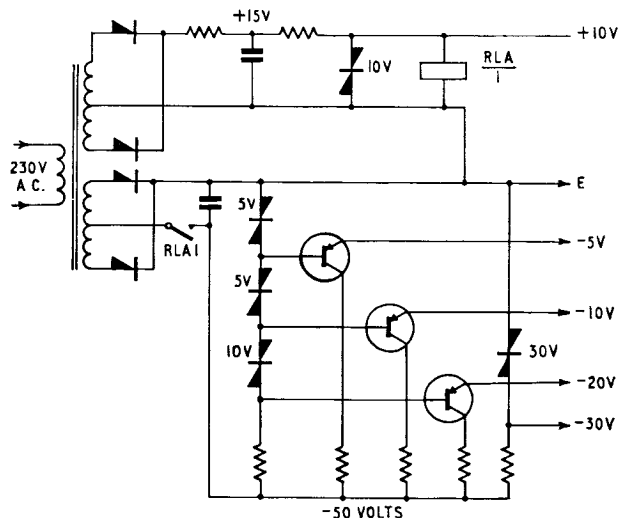 +15V
+10V
10V
RLA
1
230V
A.C.
RLA1
E
5V
-5V
5V
-10V
10V
30V
-20V
-30V
-50 VOLTS